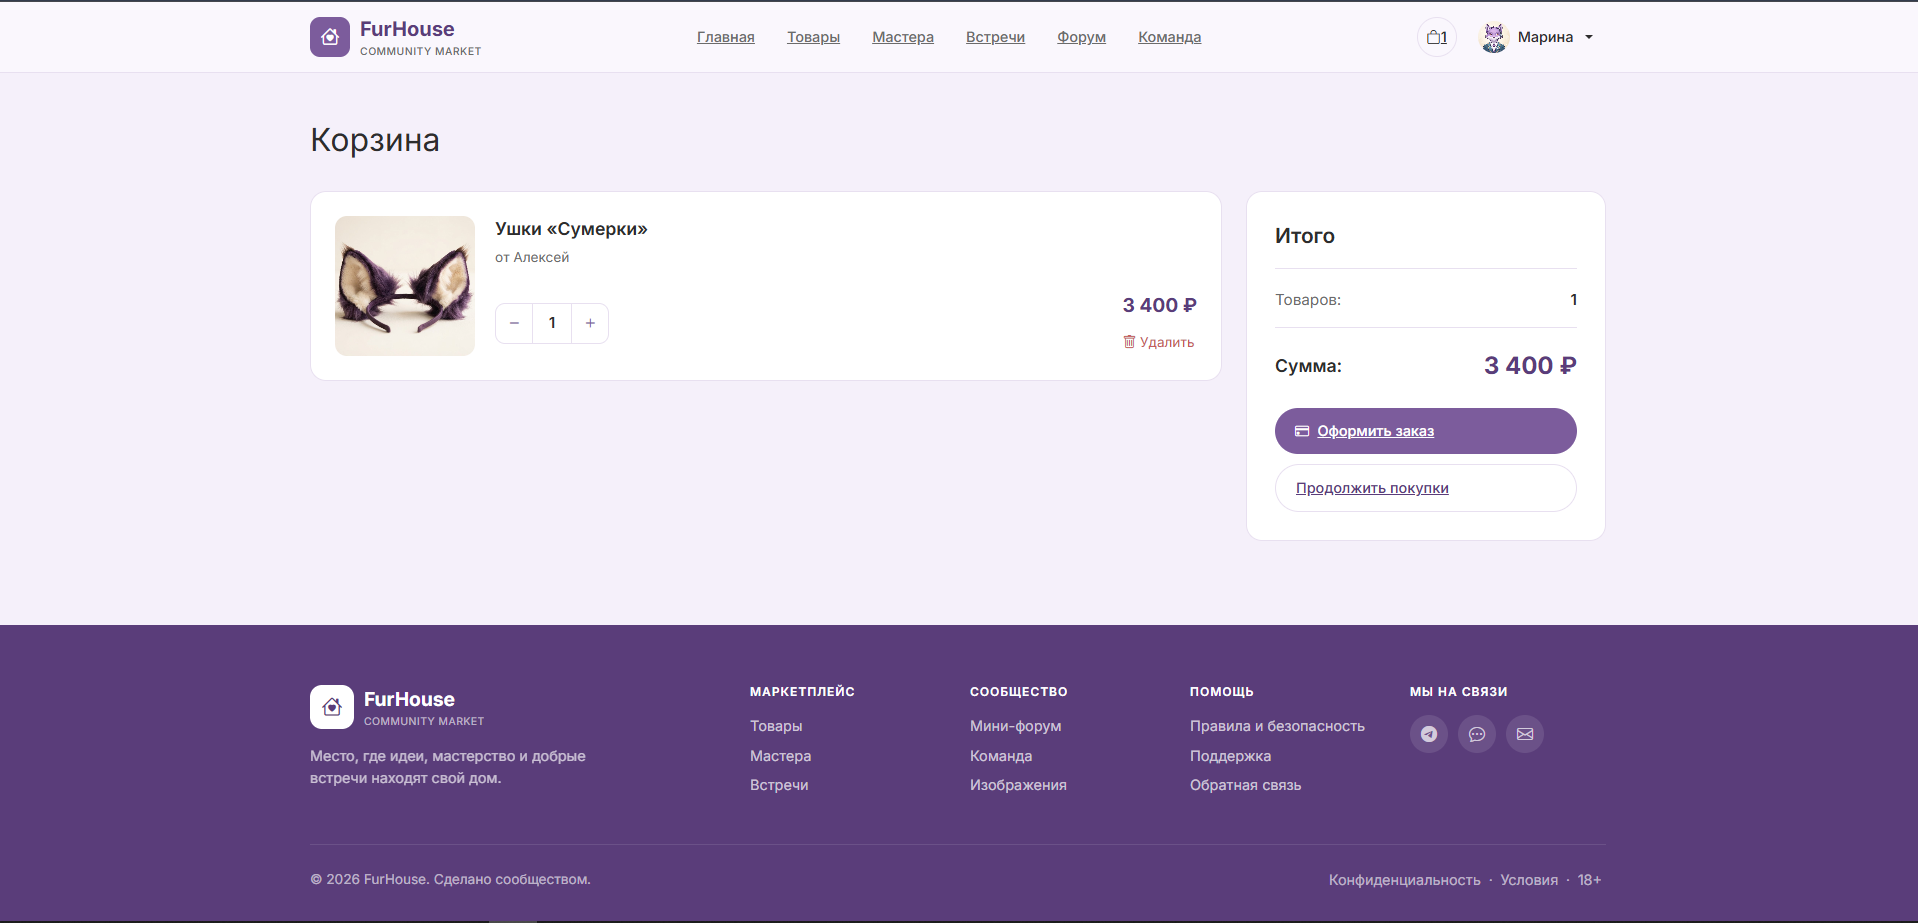 FurHouse
COMMUNITY MARKET
Главная Товары Мастера Встречи Форум Команда
1
Марина
Корзина
Ушки «Сумерки»
от Алексей
− 1 +
3 400 ₽
Удалить
Итого
Товаров: 1
Сумма: 3 400 ₽
Оформить заказ
Продолжить покупки
FurHouse
COMMUNITY MARKET
Место, где идеи, мастерство и добрые
встречи находят свой дом.
МАРКЕТПЛЕЙС
Товары
Мастера
Встречи
СООБЩЕСТВО
Мини-форум
Команда
Изображения
ПОМОЩЬ
Правила и безопасность
Поддержка
Обратная связь
МЫ НА СВЯЗИ
© 2026 FurHouse. Сделано сообществом.
Конфиденциальность · Условия · 18+